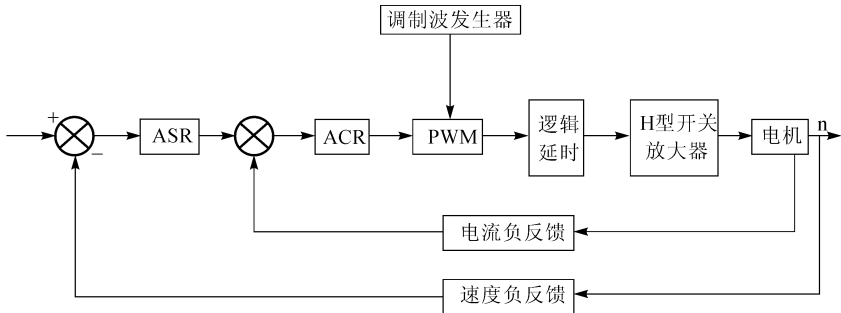 调制波发生器
+
−
ASR
ACR
PWM
逻辑
延时
H型开关
放大器
电机
n
电流负反馈
速度负反馈